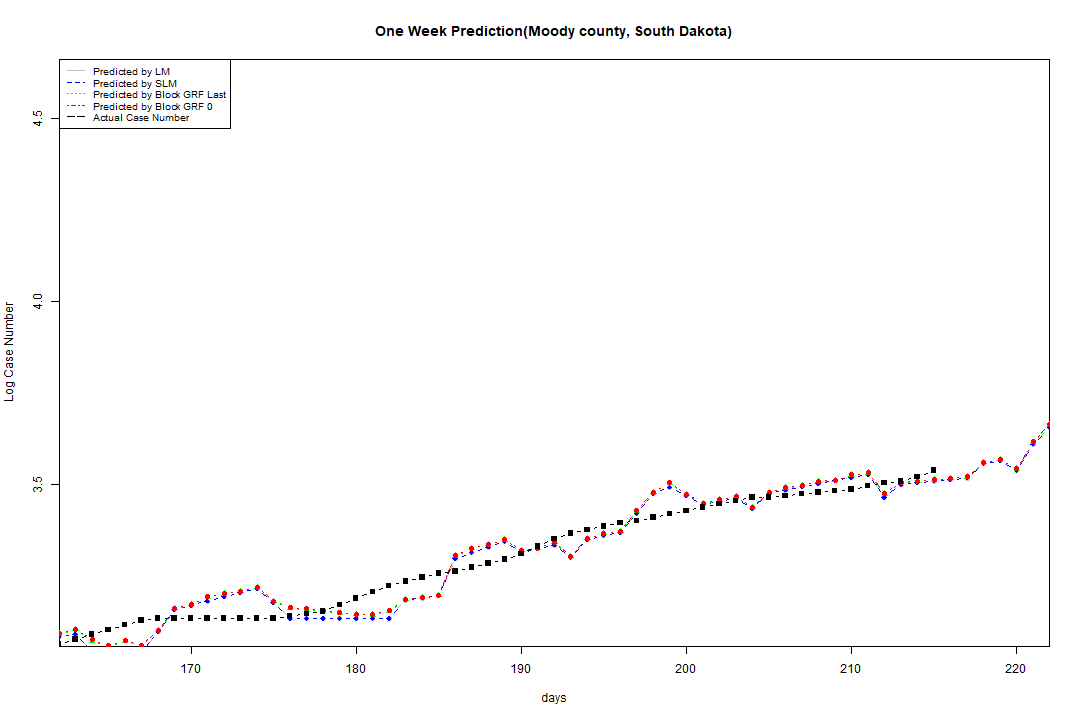 One Week Prediction(Moody county, South Dakota)
Predicted by LM
Predicted by SLM
Predicted by Block GRF Last
Predicted by Block GRF 0
Actual Case Number
4.5
4.0
3.5
Log Case Number
170 180 190 200 210 220
days